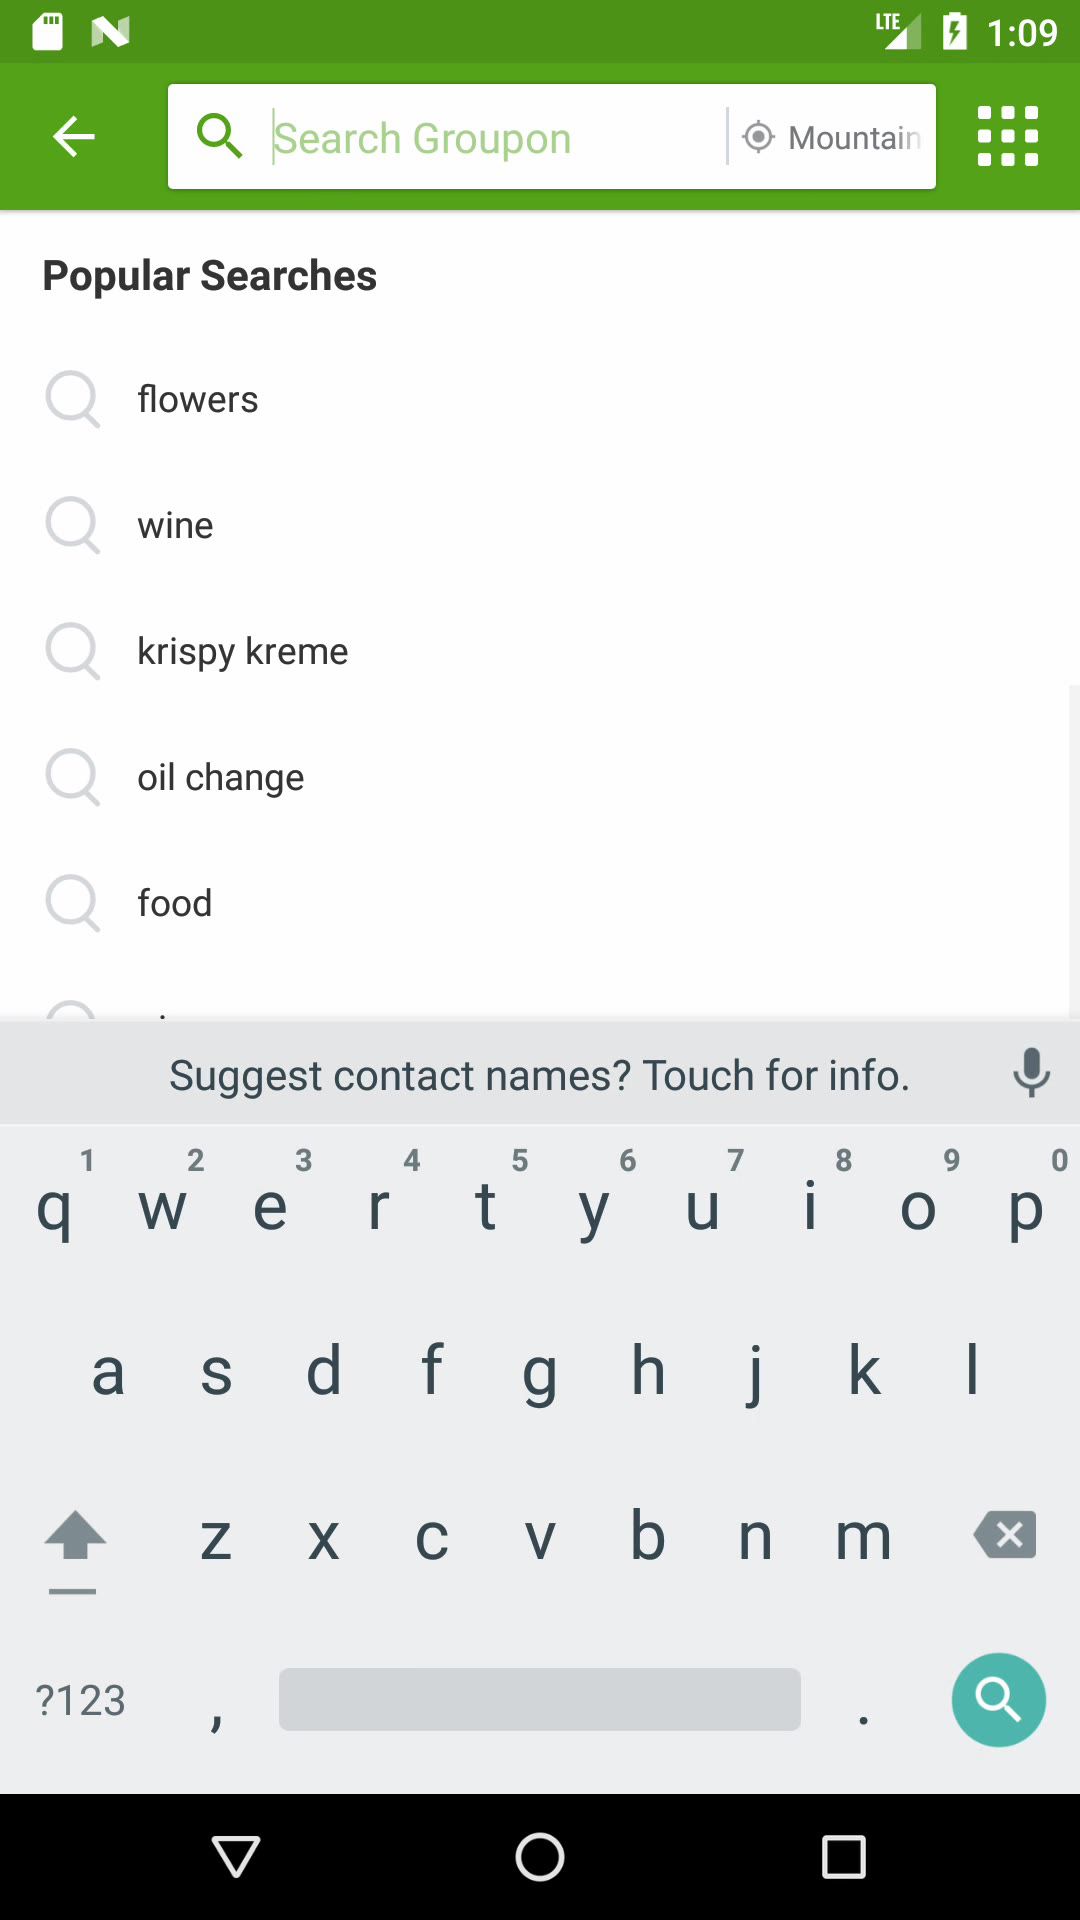 LTE 1:09
Search Groupon Mountain
Popular Searches
flowers
wine
krispy kreme
oil change
food
Suggest contact names? Touch for info.
1 2 3 4 5 6 7 8 9 0
q w e r t y u i o p
a s d f g h j k l
z x c v b n m
?123 , .